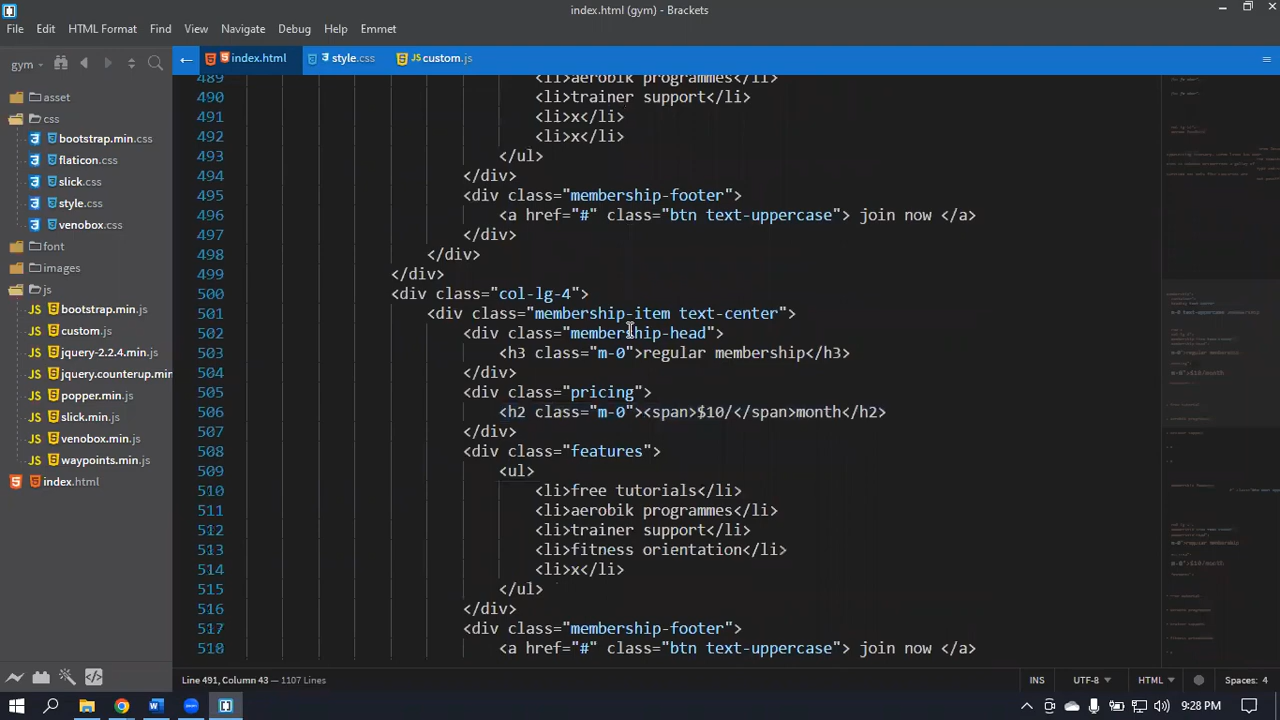 index.html (gym) - Brackets
File Edit HTML Format Find View Navigate Debug Help Emmet
gym index.html style.css custom.js
asset
css
bootstrap.min.css
flaticon.css
slick.css
style.css
venobox.css
font
images
js
bootstrap.min.js
custom.js
jquery-2.2.4.min.js
jquery.counterup.min
popper.min.js
slick.min.js
venobox.min.js
waypoints.min.js
index.html
489 <li>aerobik programmes</li>
490 <li>trainer support</li>
491 <li>x</li>
492 <li>x</li>
493 </ul>
494 </div>
495 <div class="membership-footer">
496 <a href="#" class="btn text-uppercase"> join now </a>
497 </div>
498 </div>
499 </div>
500 <div class="col-lg-4">
501 <div class="membership-item text-center">
502 <div class="membership-head">
503 <h3 class="m-0">regular membership</h3>
504 </div>
505 <div class="pricing">
506 <h2 class="m-0"><span>$10/</span>month</h2>
507 </div>
508 <div class="features">
509 <ul>
510 <li>free tutorials</li>
511 <li>aerobik programmes</li>
512 <li>trainer support</li>
513 <li>fitness orientation</li>
514 <li>x</li>
515 </ul>
516 </div>
517 <div class="membership-footer">
518 <a href="#" class="btn text-uppercase"> join now </a>
Line 491, Column 43 — 1107 Lines INS UTF-8 HTML Spaces: 4
9:28 PM